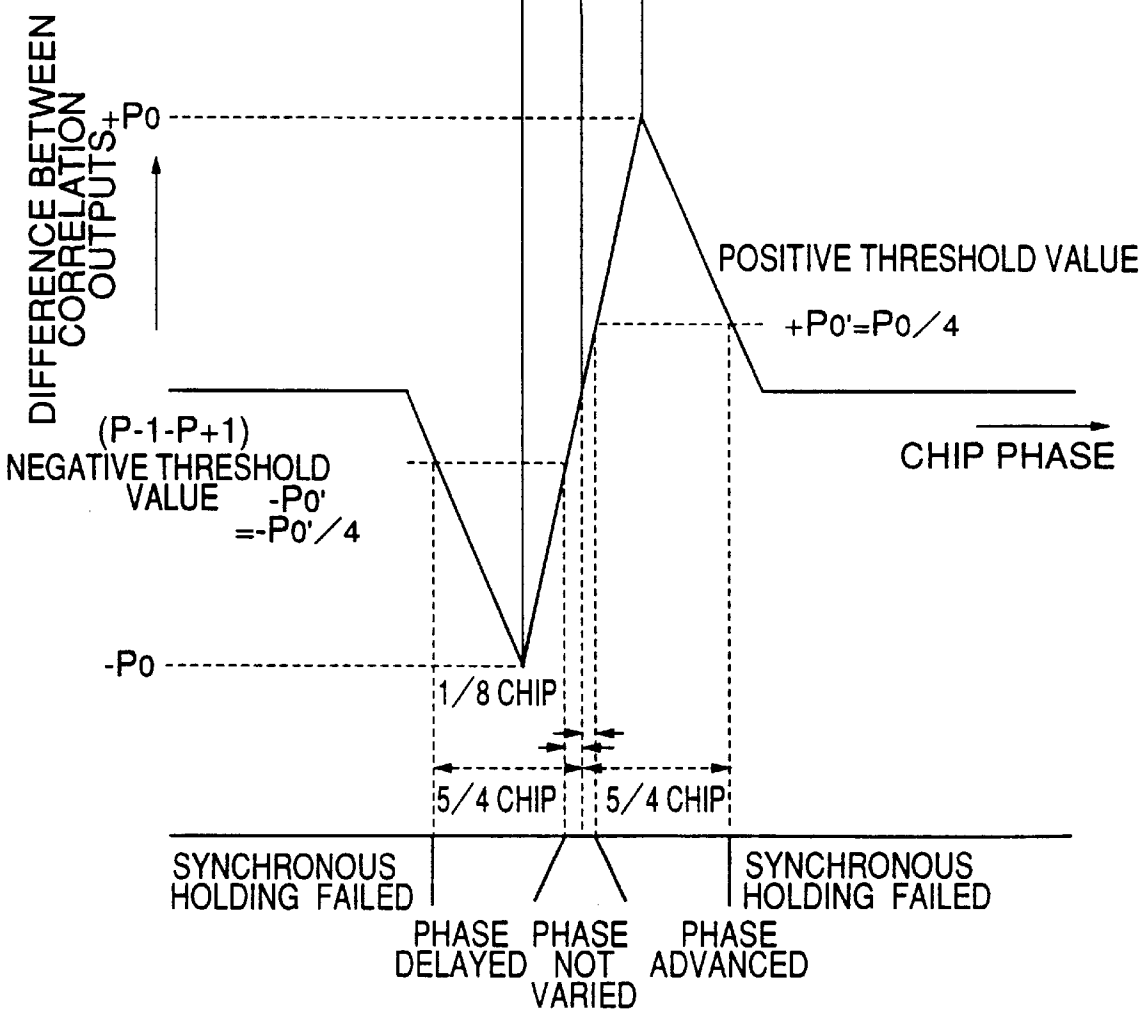 DIFFERENCE BETWEEN
CORRELATION
OUTPUTS
+P0
POSITIVE THRESHOLD VALUE
+P0'=P0/4
(P-1-P+1)
NEGATIVE THRESHOLD
VALUE -P0'
=-P0'/4
CHIP PHASE
-P0
1/8 CHIP
5/4 CHIP
5/4 CHIP
SYNCHRONOUS
HOLDING FAILED
SYNCHRONOUS
HOLDING FAILED
PHASE
DELAYED
PHASE
NOT
VARIED
PHASE
ADVANCED